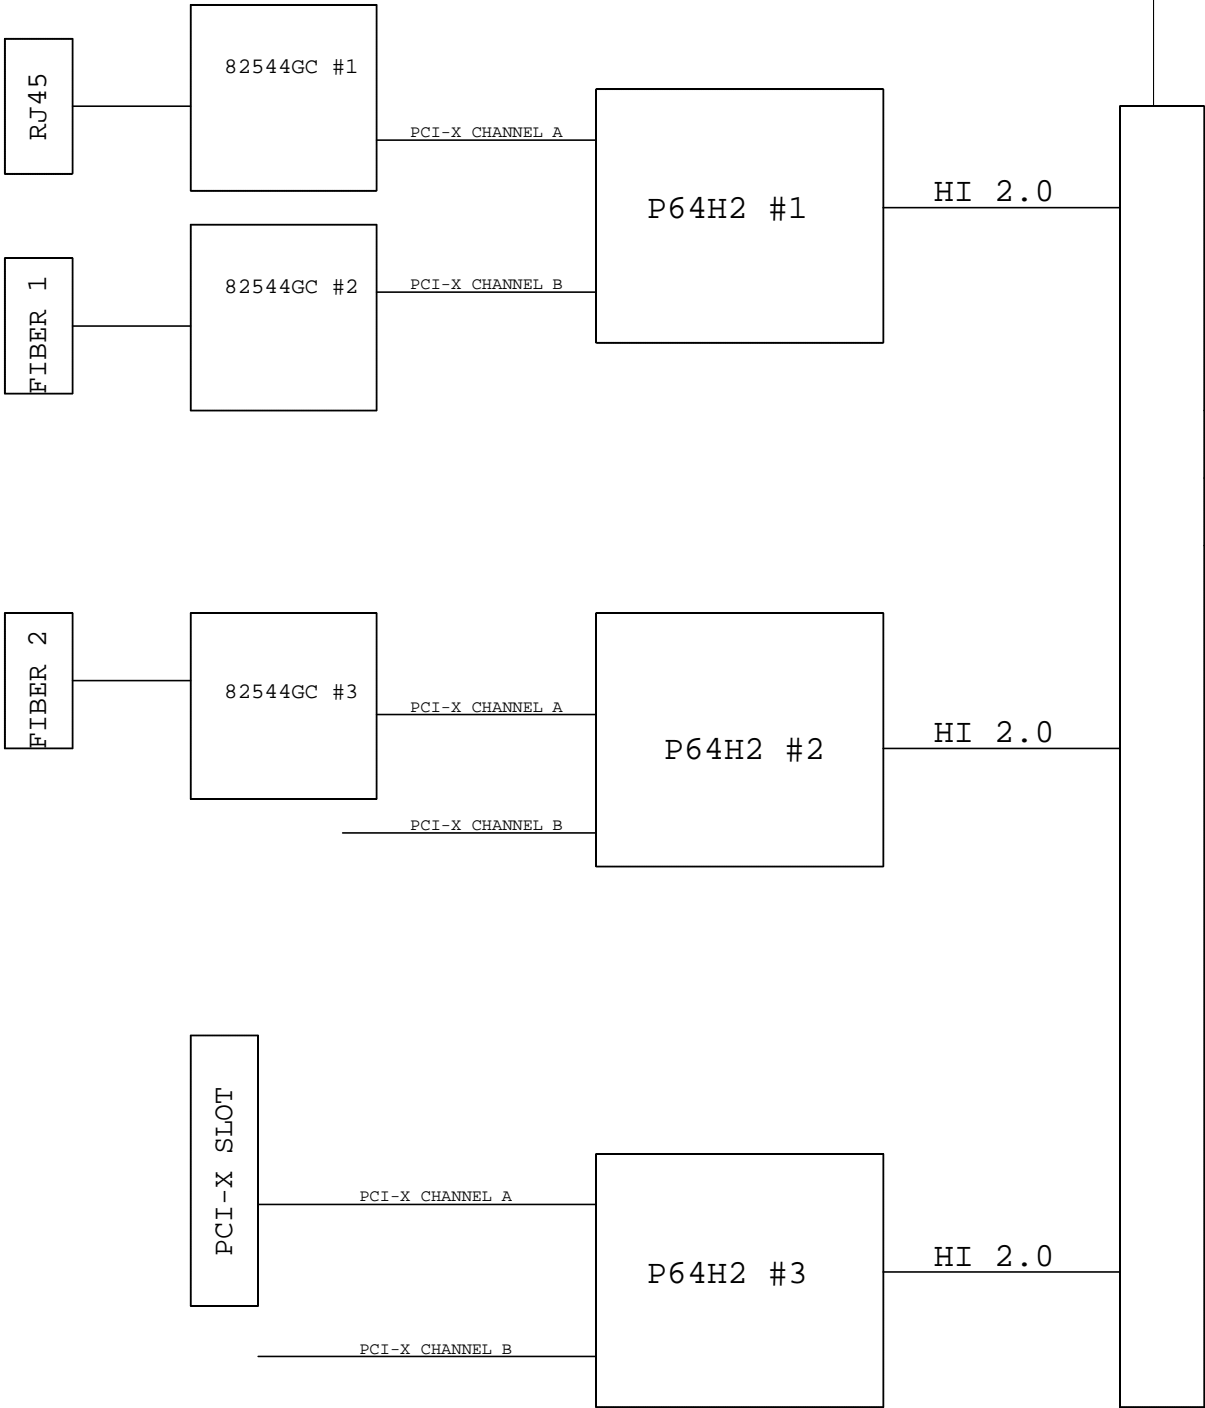 RJ45
82544GC #1
PCI-X CHANNEL A
P64H2 #1
HI 2.0
FIBER 1
82544GC #2
PCI-X CHANNEL B
FIBER 2
82544GC #3
PCI-X CHANNEL A
P64H2 #2
HI 2.0
PCI-X CHANNEL B
PCI-X SLOT
PCI-X CHANNEL A
P64H2 #3
HI 2.0
PCI-X CHANNEL B